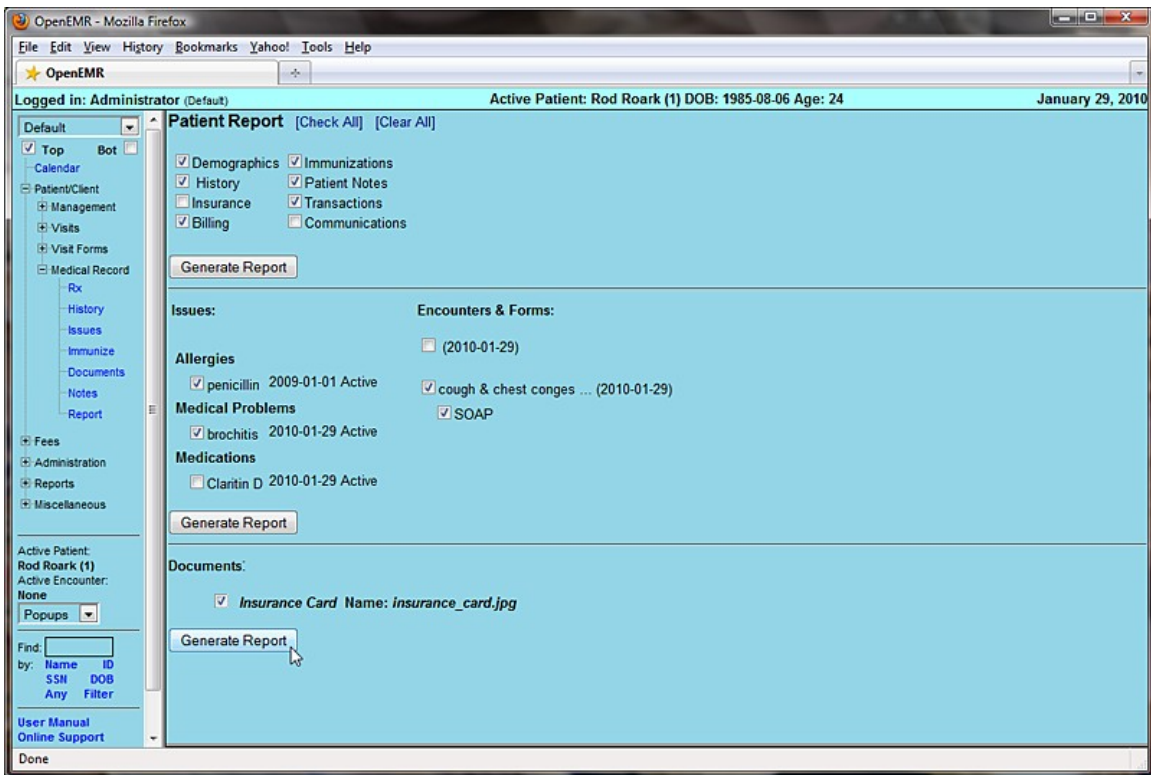 OpenEMR - Mozilla Firefox
File Edit View History Bookmarks Yahoo! Tools Help
OpenEMR
Logged in: Administrator (Default) Active Patient: Rod Roark (1) DOB: 1985-08-06 Age: 24 January 29, 2010
Default
Top Bot
Calendar
Patient/Client
Management
Visits
Visit Forms
Medical Record
Rx
History
Issues
Immunize
Documents
Notes
Report
Fees
Administration
Reports
Miscellaneous
Active Patient:
Rod Roark (1)
Active Encounter:
None
Popups
Find:
by: Name ID
SSN DOB
Any Filter
User Manual
Online Support
Patient Report [Check All] [Clear All]
Demographics Immunizations
History Patient Notes
Insurance Transactions
Billing Communications
Generate Report
Issues:
Allergies
penicillin 2009-01-01 Active
Medical Problems
brochitis 2010-01-29 Active
Medications
Claritin D 2010-01-29 Active
Encounters & Forms:
(2010-01-29)
cough & chest conges ... (2010-01-29)
SOAP
Generate Report
Documents:
Insurance Card Name: insurance_card.jpg
Generate Report
Done